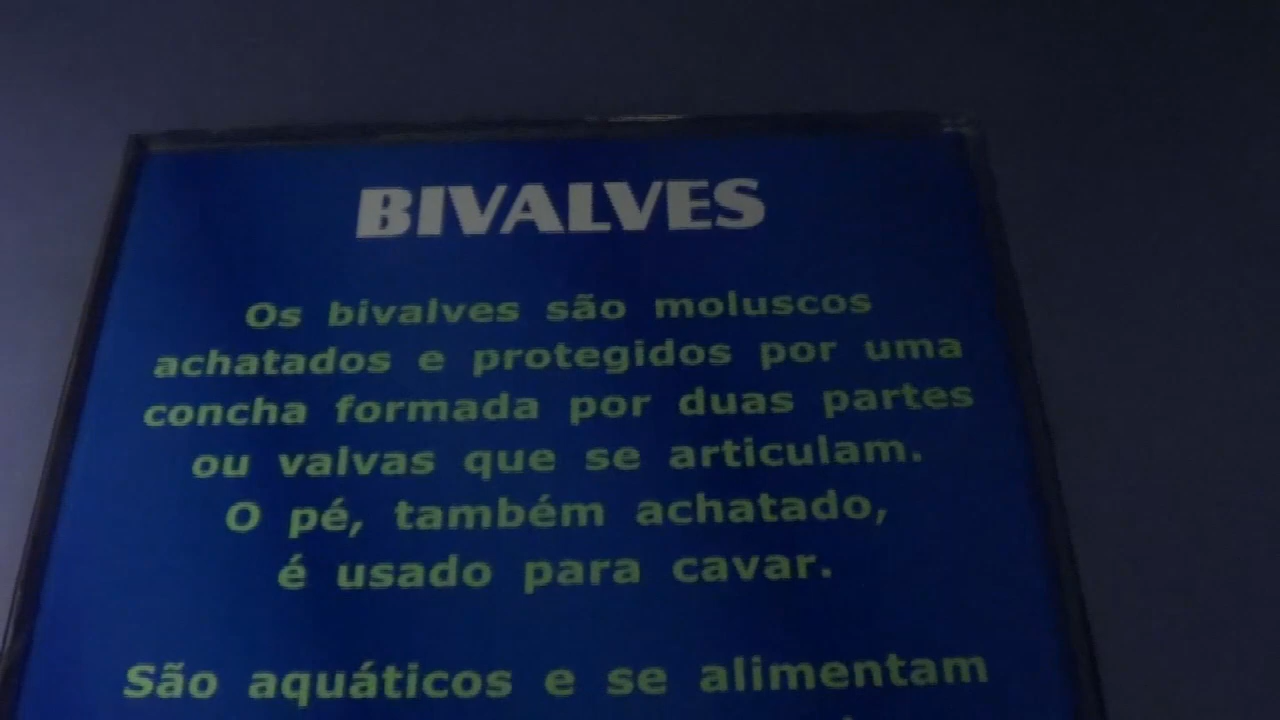 BIVALVES
Os bivalves são moluscos
achatados e protegidos por uma
concha formada por duas partes
ou valvas que se articulam.
O pé, também achatado,
é usado para cavar.
São aquáticos e se alimentam